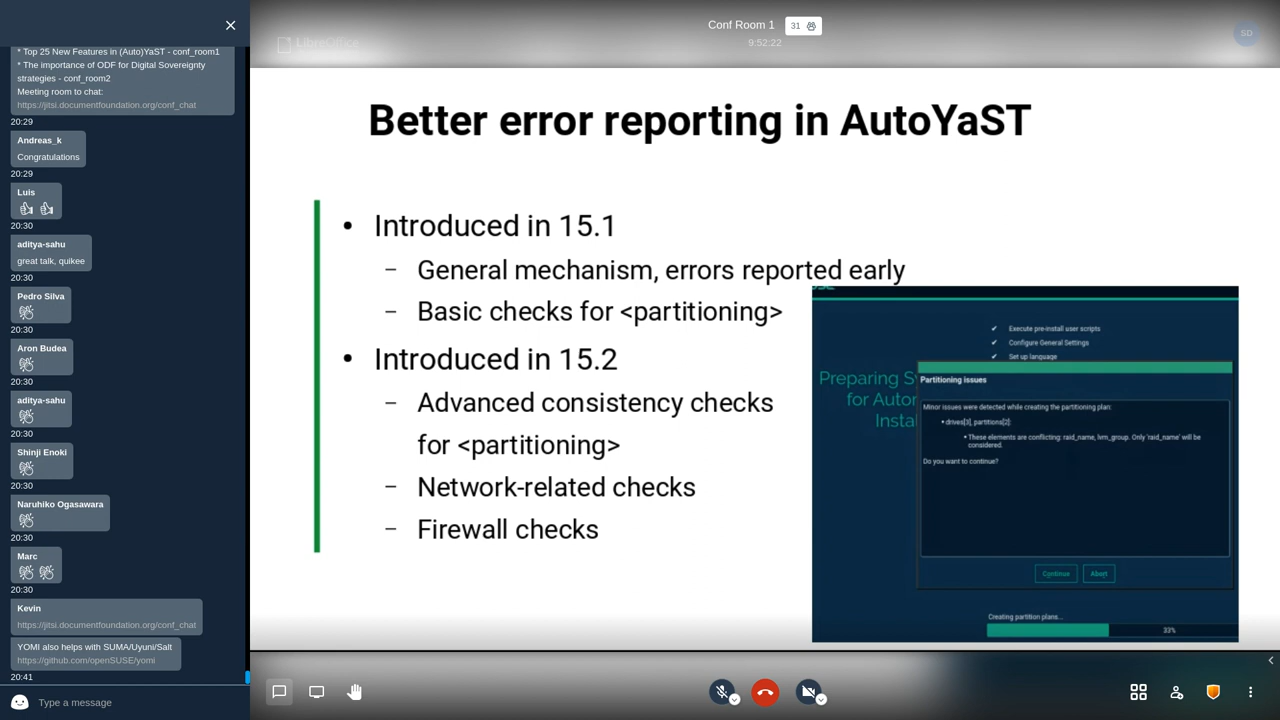 * Top 25 New Features in (Auto)YaST - conf_room1
* The importance of ODF for Digital Sovereignty
strategies - conf_room2
Meeting room to chat:
https://jitsi.documentfoundation.org/conf_chat
20:29
Andreas_k
Congratulations
20:29
Luis
20:30
aditya-sahu
great talk, quikee
20:30
Pedro Silva
20:30
Aron Budea
20:30
aditya-sahu
20:30
Shinji Enoki
20:30
Naruhiko Ogasawara
20:30
Marc
20:30
Kevin
https://jitsi.documentfoundation.org/conf_chat
YOMI also helps with SUMA/Uyuni/Salt
https://github.com/openSUSE/yomi
20:41
Type a message
Conf Room 1
31
9:52:22
LibreOffice
SD
Better error reporting in AutoYaST
• Introduced in 15.1
– General mechanism, errors reported early
– Basic checks for <partitioning>
• Introduced in 15.2
– Advanced consistency checks
for <partitioning>
– Network-related checks
– Firewall checks
Execute pre-install user scripts
Configure General Settings
Set up language
Preparing S
for Auto
Insta
Partitioning issues
Minor issues were detected while creating the partitioning plan:
• drives[3], partitions[2]:
• These elements are conflicting: raid_name, lvm_group. Only 'raid_name' will be
considered.
Do you want to continue?
Continue
Abort
Creating partition plans...
33%